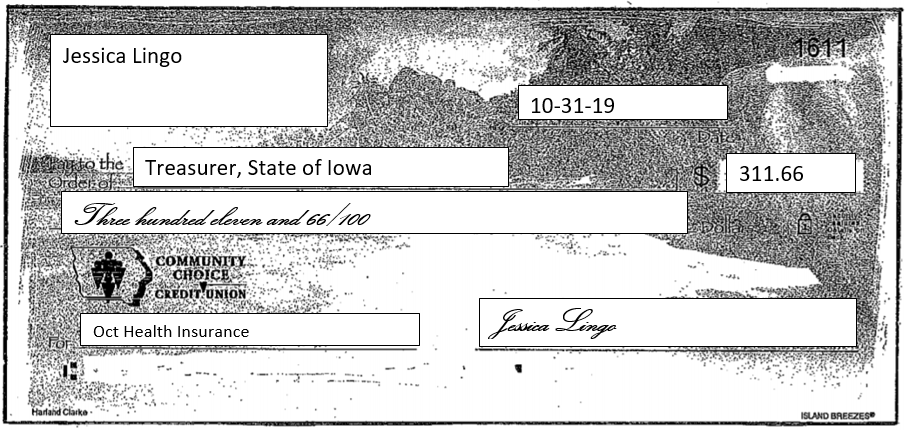 Jessica Lingo
1611
10-31-19
Date
Pay to the
Order of
Treasurer, State of Iowa
$ 311.66
Three hundred eleven and 66/100
Dollars
COMMUNITY
CHOICE
CREDIT UNION
For
Oct Health Insurance
Jessica Lingo
Harland Clarke
ISLAND BREEZES®